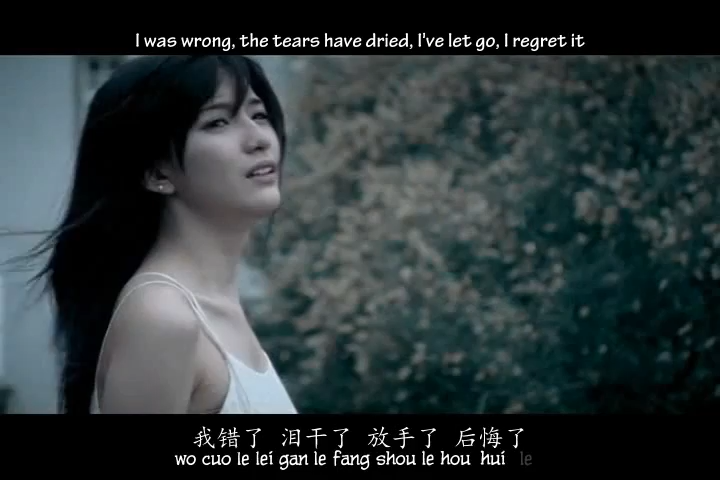 I was wrong, the tears have dried, I've let go, I regret it
我错了 泪干了 放手了 后悔了
wo cuo le lei gan le fang shou le hou hui le